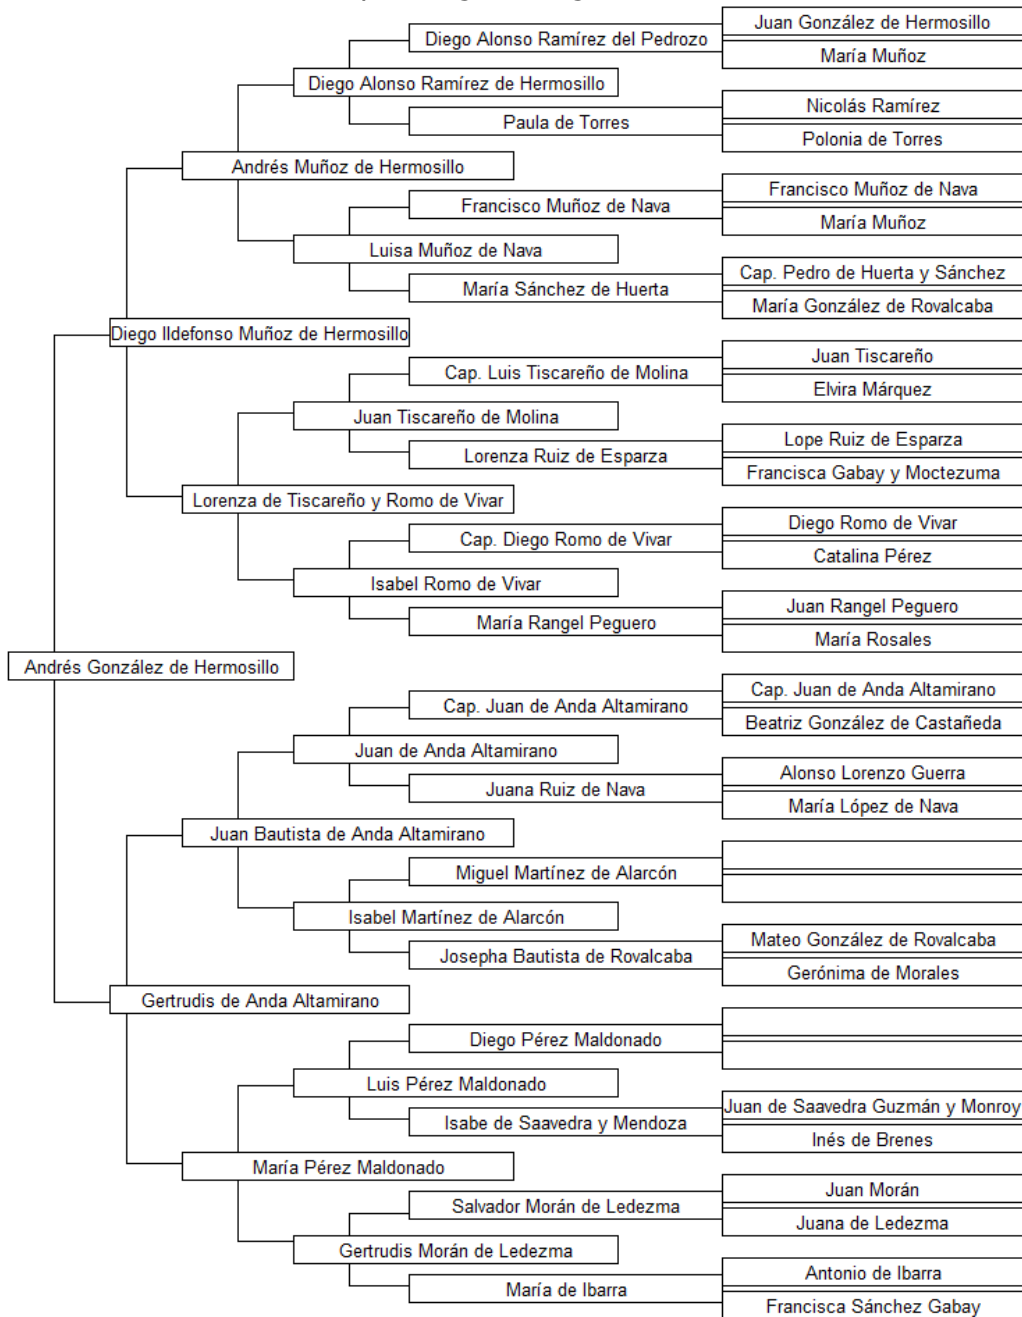 Juan González de Hermosillo
Diego Alonso Ramírez del Pedrozo
María Muñoz
Diego Alonso Ramírez de Hermosillo
Nicolás Ramírez
Paula de Torres
Polonia de Torres
Andrés Muñoz de Hermosillo
Francisco Muñoz de Nava
Francisco Muñoz de Nava
María Muñoz
Luisa Muñoz de Nava
Cap. Pedro de Huerta y Sánchez
María Sánchez de Huerta
María González de Rovalcaba
Diego Ildefonso Muñoz de Hermosillo
Juan Tiscareño
Cap. Luis Tiscareño de Molina
Elvira Márquez
Juan Tiscareño de Molina
Lope Ruiz de Esparza
Lorenza Ruiz de Esparza
Francisca Gabay y Moctezuma
Lorenza de Tiscareño y Romo de Vivar
Diego Romo de Vivar
Cap. Diego Romo de Vivar
Catalina Pérez
Isabel Romo de Vivar
Juan Rangel Peguero
María Rangel Peguero
María Rosales
Andrés González de Hermosillo
Cap. Juan de Anda Altamirano
Cap. Juan de Anda Altamirano
Beatriz González de Castañeda
Juan de Anda Altamirano
Alonso Lorenzo Guerra
Juana Ruiz de Nava
María López de Nava
Juan Bautista de Anda Altamirano
Miguel Martínez de Alarcón
Isabel Martínez de Alarcón
Mateo González de Rovalcaba
Josepha Bautista de Rovalcaba
Gerónima de Morales
Gertrudis de Anda Altamirano
Diego Pérez Maldonado
Luis Pérez Maldonado
Juan de Saavedra Guzmán y Monroy
Isabe de Saavedra y Mendoza
Inés de Brenes
María Pérez Maldonado
Juan Morán
Salvador Morán de Ledezma
Juana de Ledezma
Gertrudis Morán de Ledezma
Antonio de Ibarra
María de Ibarra
Francisca Sánchez Gabay